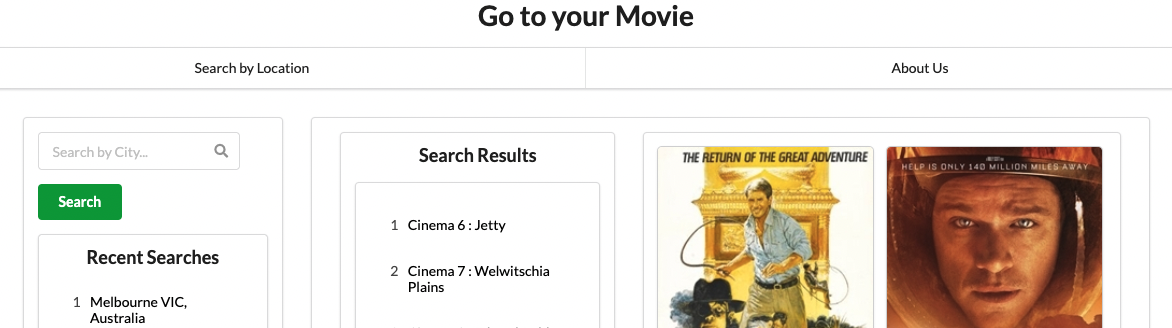 Go to your Movie
Search by Location
About Us
Search by City...
Search
Recent Searches
1 Melbourne VIC,
Australia
Search Results
1 Cinema 6 : Jetty
2 Cinema 7 : Welwitschia
Plains
THE RETURN OF THE GREAT ADVENTURE
HELP IS ONLY 140 MILLION MILES AWAY